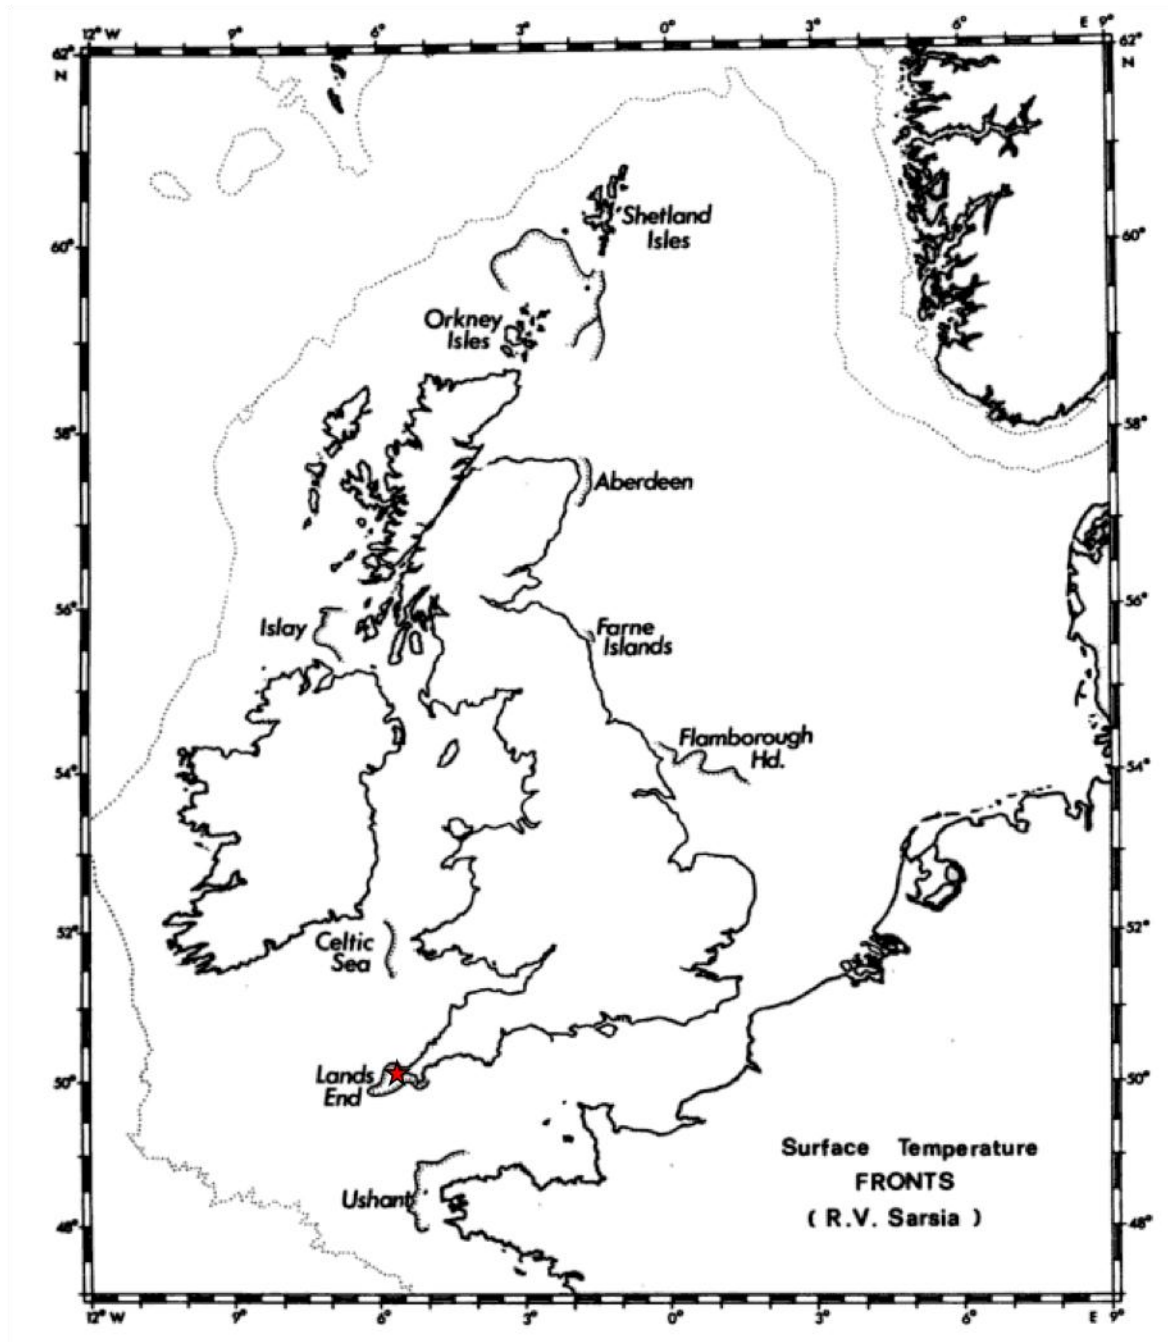 12° W 9° 6° 3° 0° 3° 6° E 9°
62° 62°
N N
Shetland
Isles
60° 60°
Orkney
Isles
58° 58°
Aberdeen
56° 56°
Islay
Farne
Islands
Flamborough
Hd.
54° 54°
52° 52°
Celtic
Sea
Lands
End
50° 50°
Surface Temperature
FRONTS
( R.V. Sarsia )
Ushant
48° 48°
12° W 9° 6° 3° 0° 3° 6° E 9°